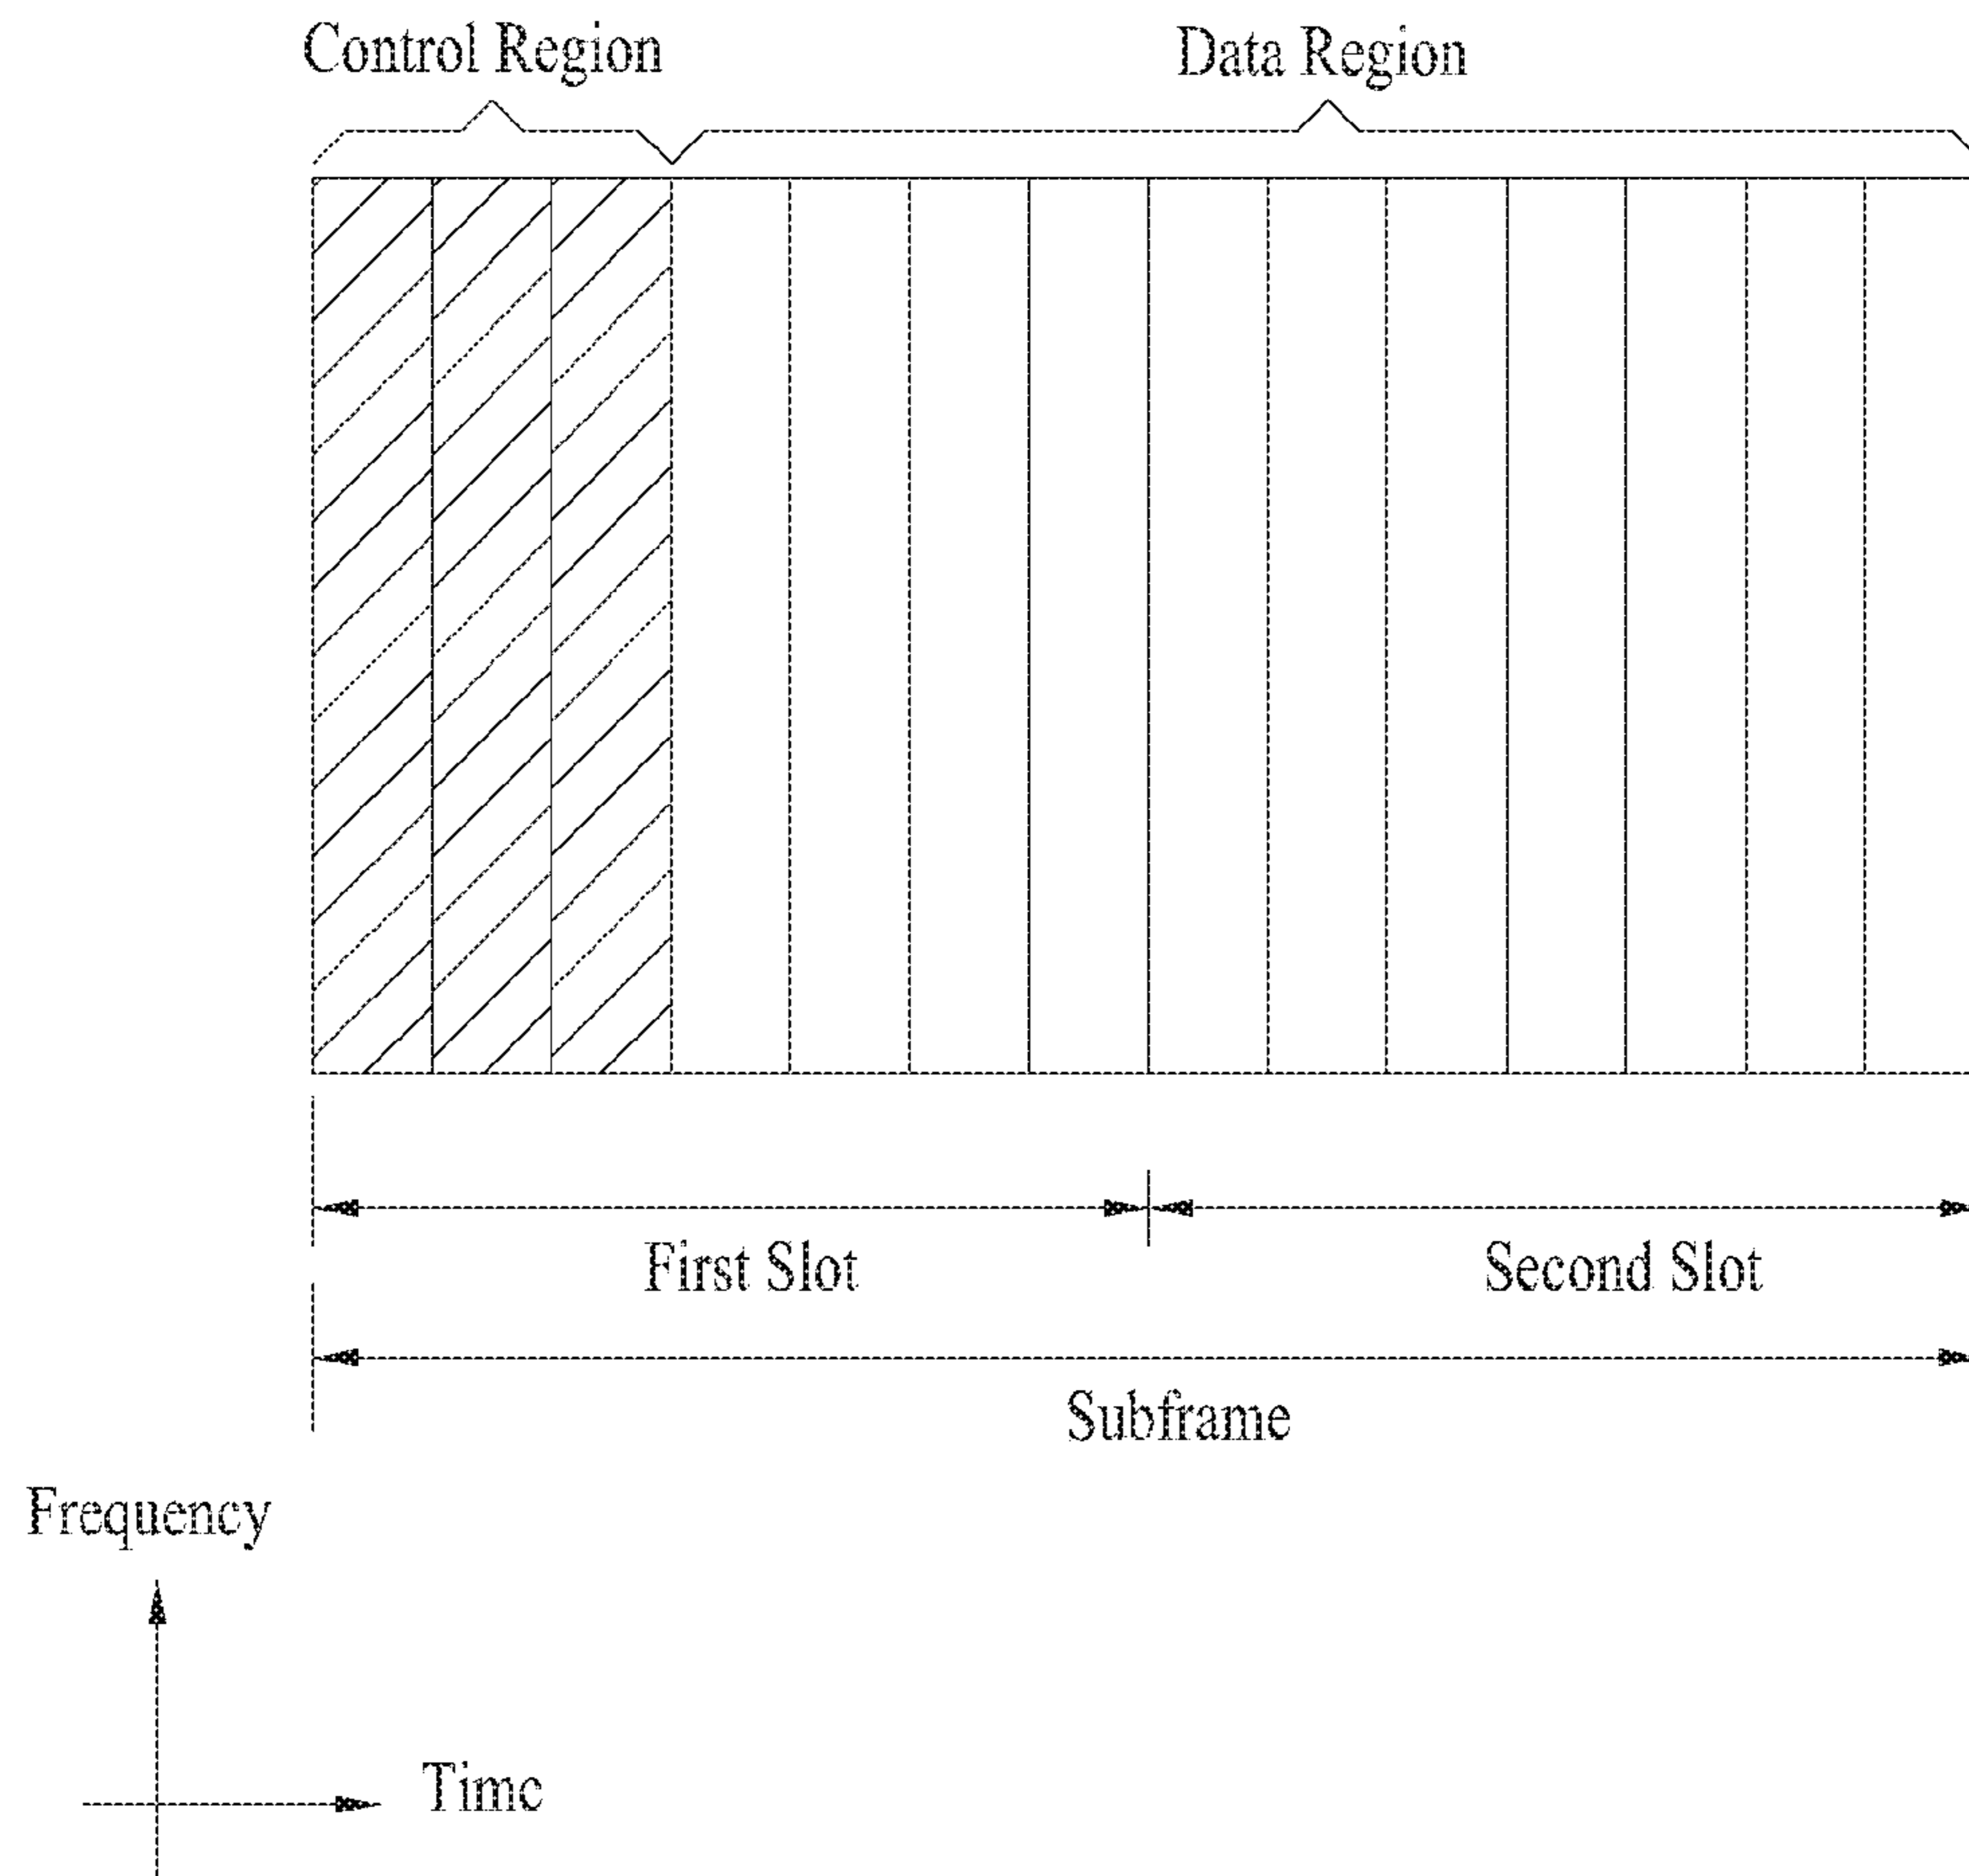 Control Region
Data Region
First Slot
Second Slot
Subframe
Frequency
Time